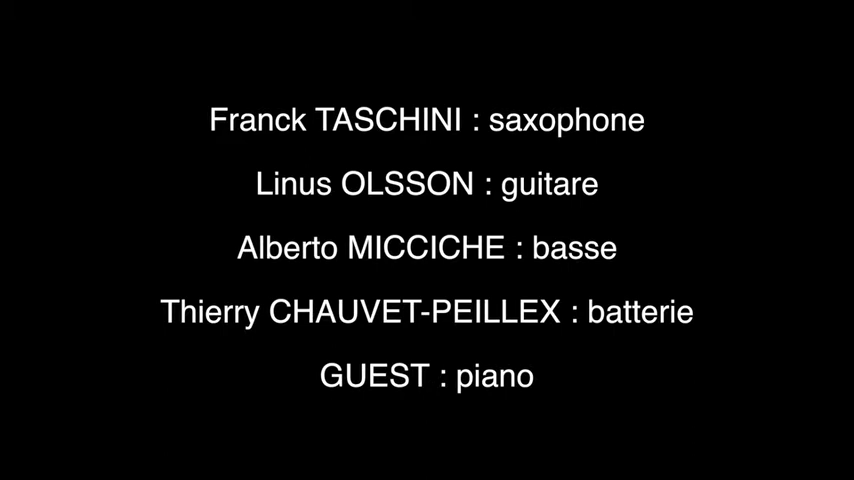 Franck TASCHINI : saxophone
Linus OLSSON : guitare
Alberto MICCICHE : basse
Thierry CHAUVET-PEILLEX : batterie
GUEST : piano